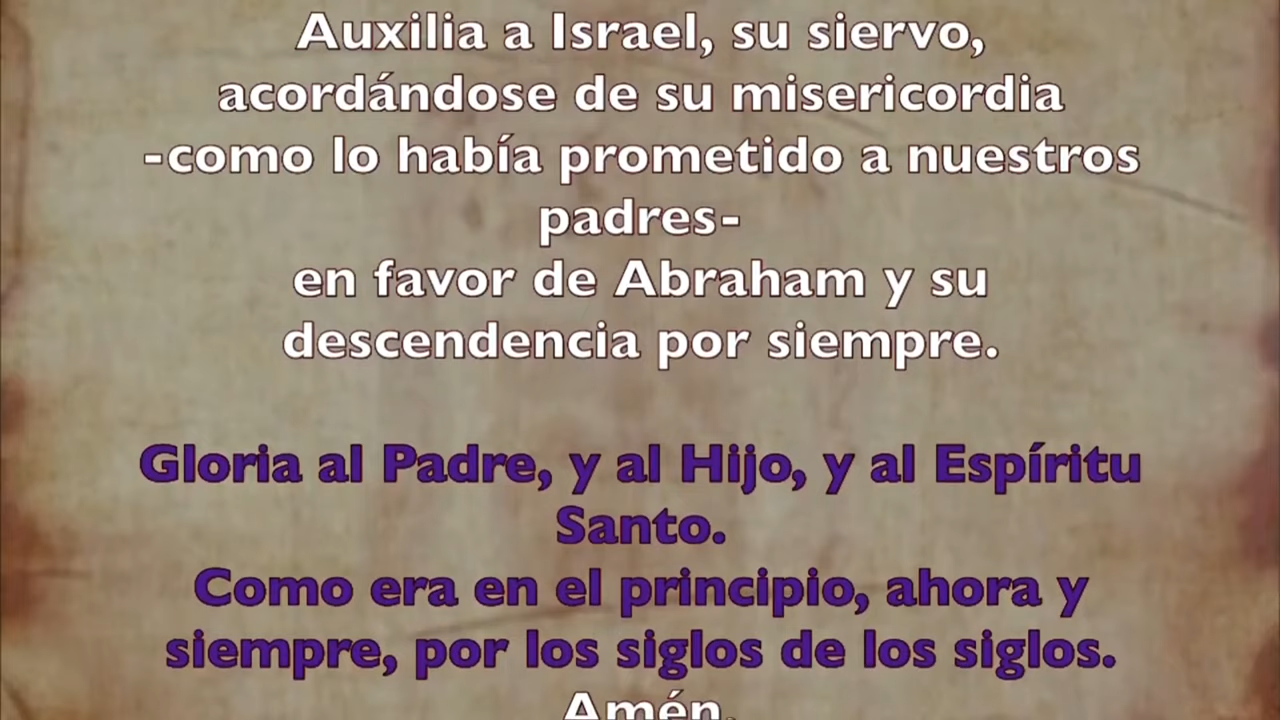 Auxilia a Israel, su siervo,
acordándose de su misericordia
-como lo había prometido a nuestros
padres-
en favor de Abraham y su
descendencia por siempre.
Gloria al Padre, y al Hijo, y al Espíritu
Santo.
Como era en el principio, ahora y
siempre, por los siglos de los siglos.
Amén.